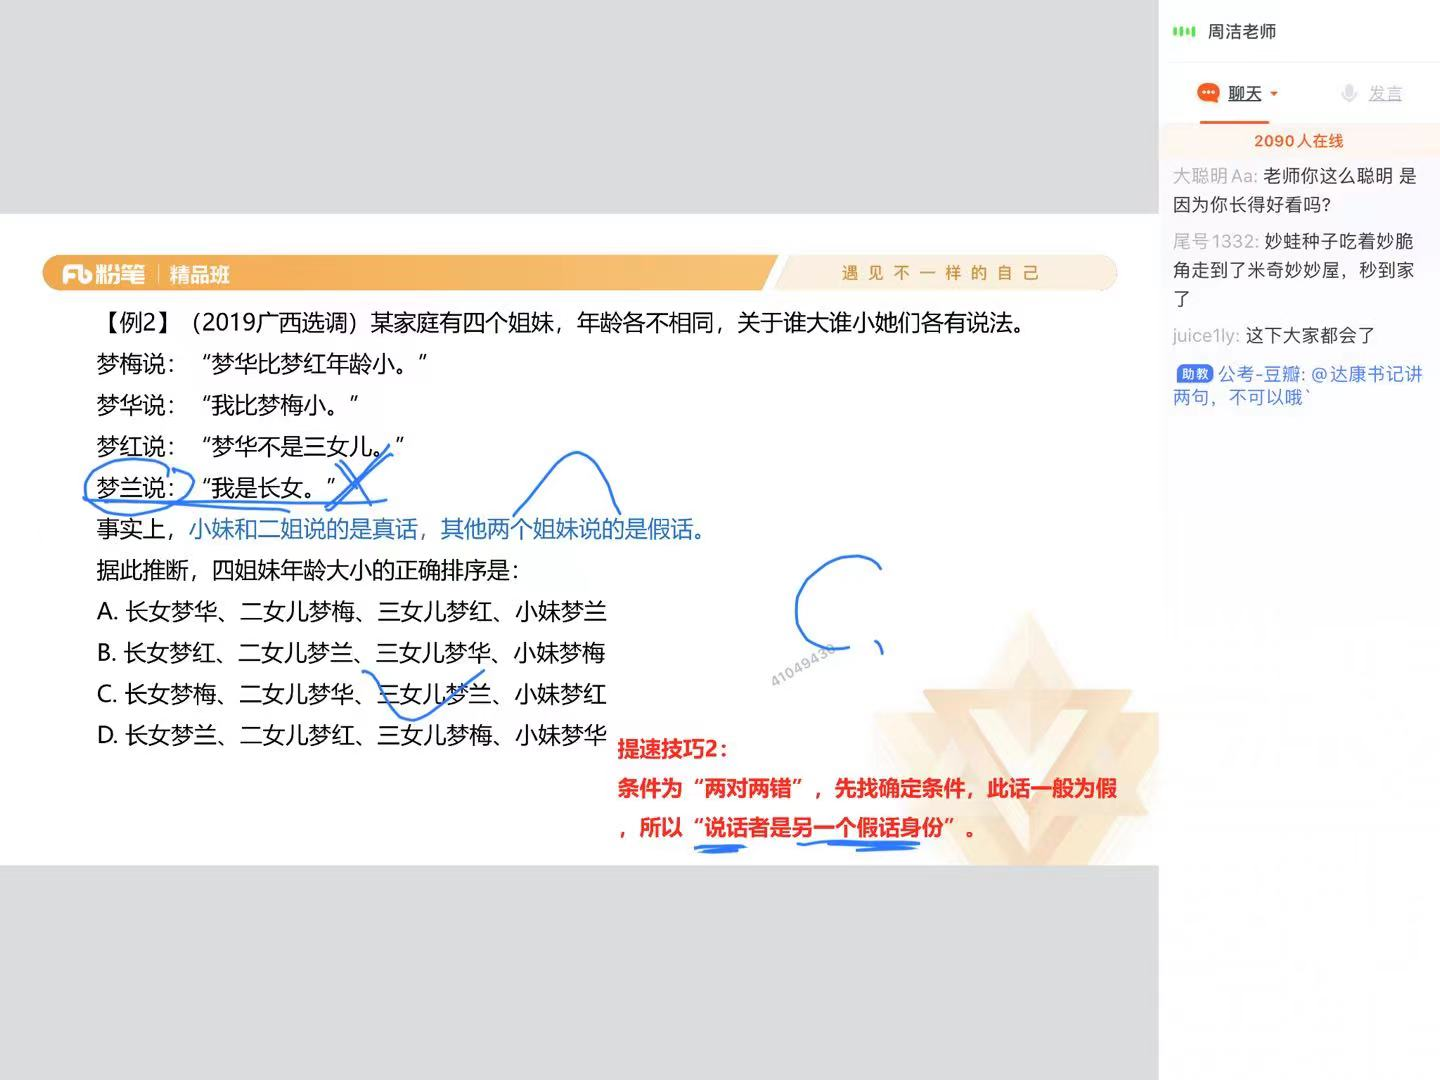 周洁老师
聊天
发言
2090人在线
大聪明Aa: 老师你这么聪明 是
因为你长得好看吗?
尾号1332: 妙蛙种子吃着妙脆
角走到了米奇妙妙屋，秒到家
了
juice1ly: 这下大家都会了
助教 公考-豆瓣: @达康书记讲
两句，不可以哦`
粉笔 精品班
遇见不一样的自己
【例2】（2019广西选调）某家庭有四个姐妹，年龄各不相同，关于谁大谁小她们各有说法。
梦梅说：“梦华比梦红年龄小。”
梦华说：“我比梦梅小。”
梦红说：“梦华不是三女儿。”
梦兰说：“我是长女。”
事实上，小妹和二姐说的是真话，其他两个姐妹说的是假话。
据此推断，四姐妹年龄大小的正确排序是：
A. 长女梦华、二女儿梦梅、三女儿梦红、小妹梦兰
B. 长女梦红、二女儿梦兰、三女儿梦华、小妹梦梅
C. 长女梦梅、二女儿梦华、三女儿梦兰、小妹梦红
D. 长女梦兰、二女儿梦红、三女儿梦梅、小妹梦华
提速技巧2：
条件为“两对两错”，先找确定条件，此话一般为假
，所以“说话者是另一个假话身份”。